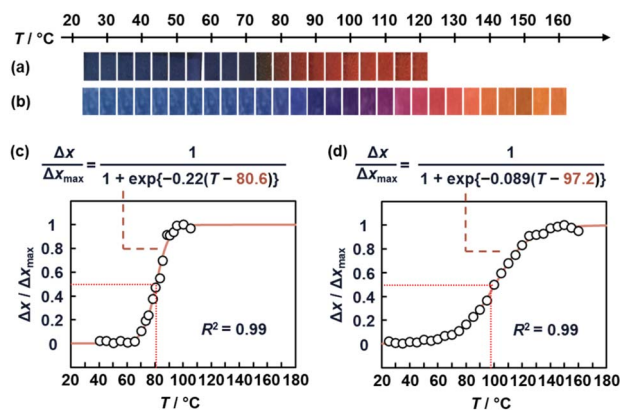 T / °C 20 30 40 50 60 70 80 90 100 110 120 130 140 150 160
(a)
(b)
(c) Δx / Δxmax = 1 / 1 + exp{−0.22(T − 80.6)}
1
0.8
0.6
0.4
0.2
0
Δx / Δxmax
R² = 0.99
20 40 60 80 100 120 140 160 180
T / °C
(d) Δx / Δxmax = 1 / 1 + exp{−0.089(T − 97.2)}
1
0.8
0.6
0.4
0.2
0
Δx / Δxmax
R² = 0.99
20 40 60 80 100 120 140 160 180
T / °C